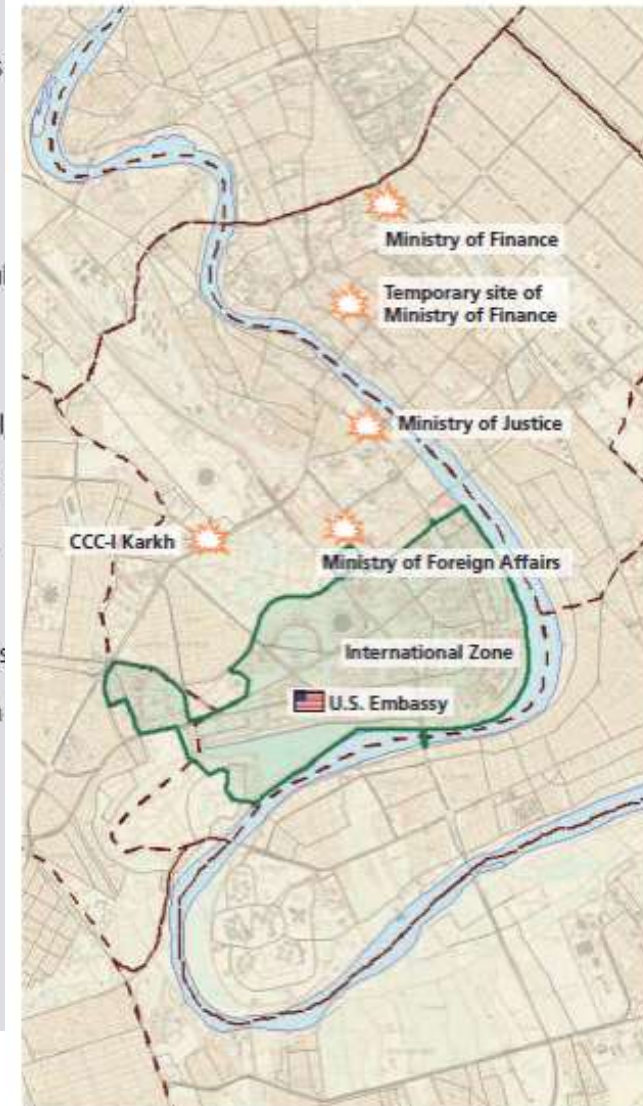 Ministry of Finance
Temporary site of
Ministry of Finance
Ministry of Justice
CCC-I Karkh
Ministry of Foreign Affairs
International Zone
U.S. Embassy